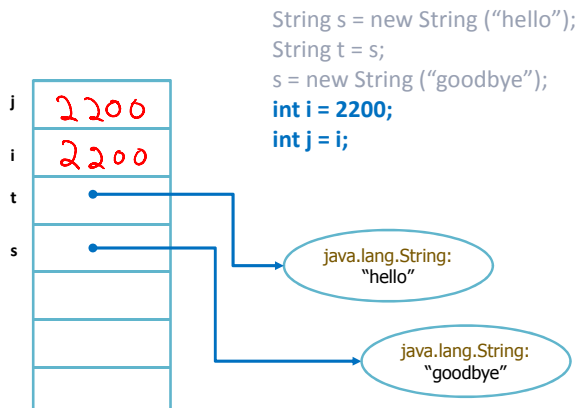 String s = new String (“hello”);
String t = s;
s = new String (“goodbye”);
int i = 2200;
int j = i;
j
2200
i
2200
t
s
java.lang.String:
“hello”
java.lang.String:
“goodbye”